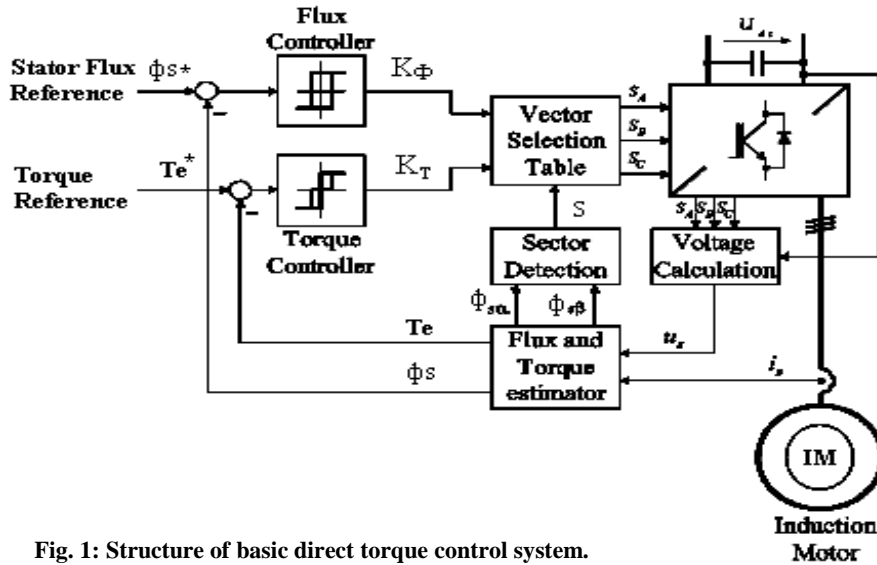 Flux
Controller
Stator Flux
Reference
ϕs*
KΦ
Vector
Selection
Table
SA
SB
SC
Torque
Reference
Te*
KT
Torque
Controller
S
Sector
Detection
SA SB SC
Voltage
Calculation
ϕsα
ϕsβ
Te
ϕs
Flux and
Torque
estimator
us
is
IM
Induction
Motor
Fig. 1: Structure of basic direct torque control system.